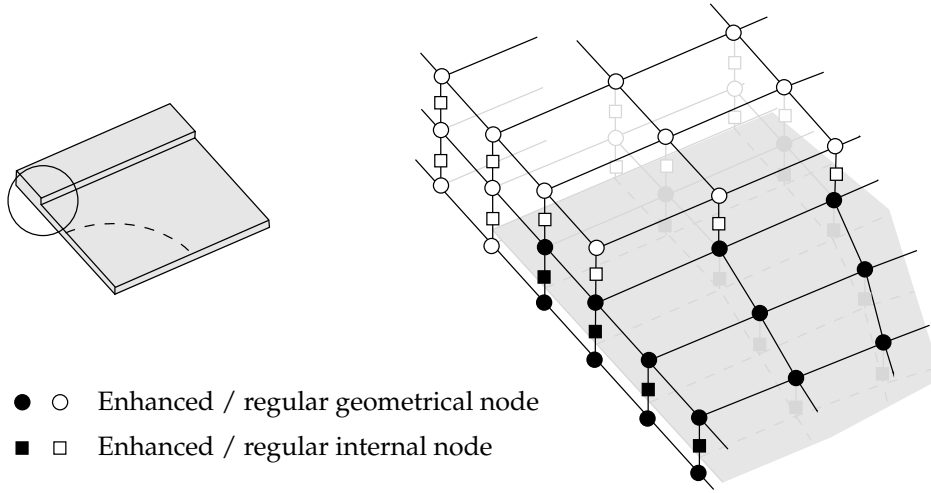 Enhanced / regular geometrical node
Enhanced / regular internal node